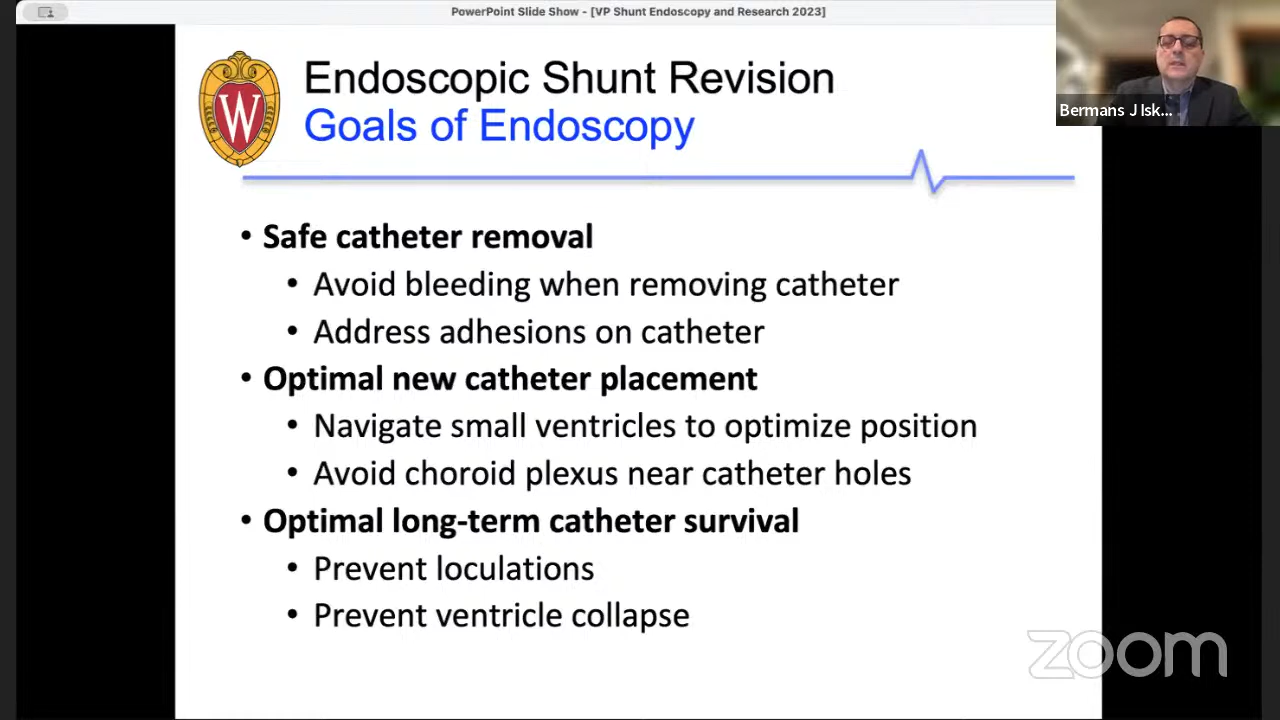 PowerPoint Slide Show - [VP Shunt Endoscopy and Research 2023]
Bermans J Isk...
W
Endoscopic Shunt Revision
Goals of Endoscopy
• Safe catheter removal
• Avoid bleeding when removing catheter
• Address adhesions on catheter
• Optimal new catheter placement
• Navigate small ventricles to optimize position
• Avoid choroid plexus near catheter holes
• Optimal long-term catheter survival
• Prevent loculations
• Prevent ventricle collapse
zoom